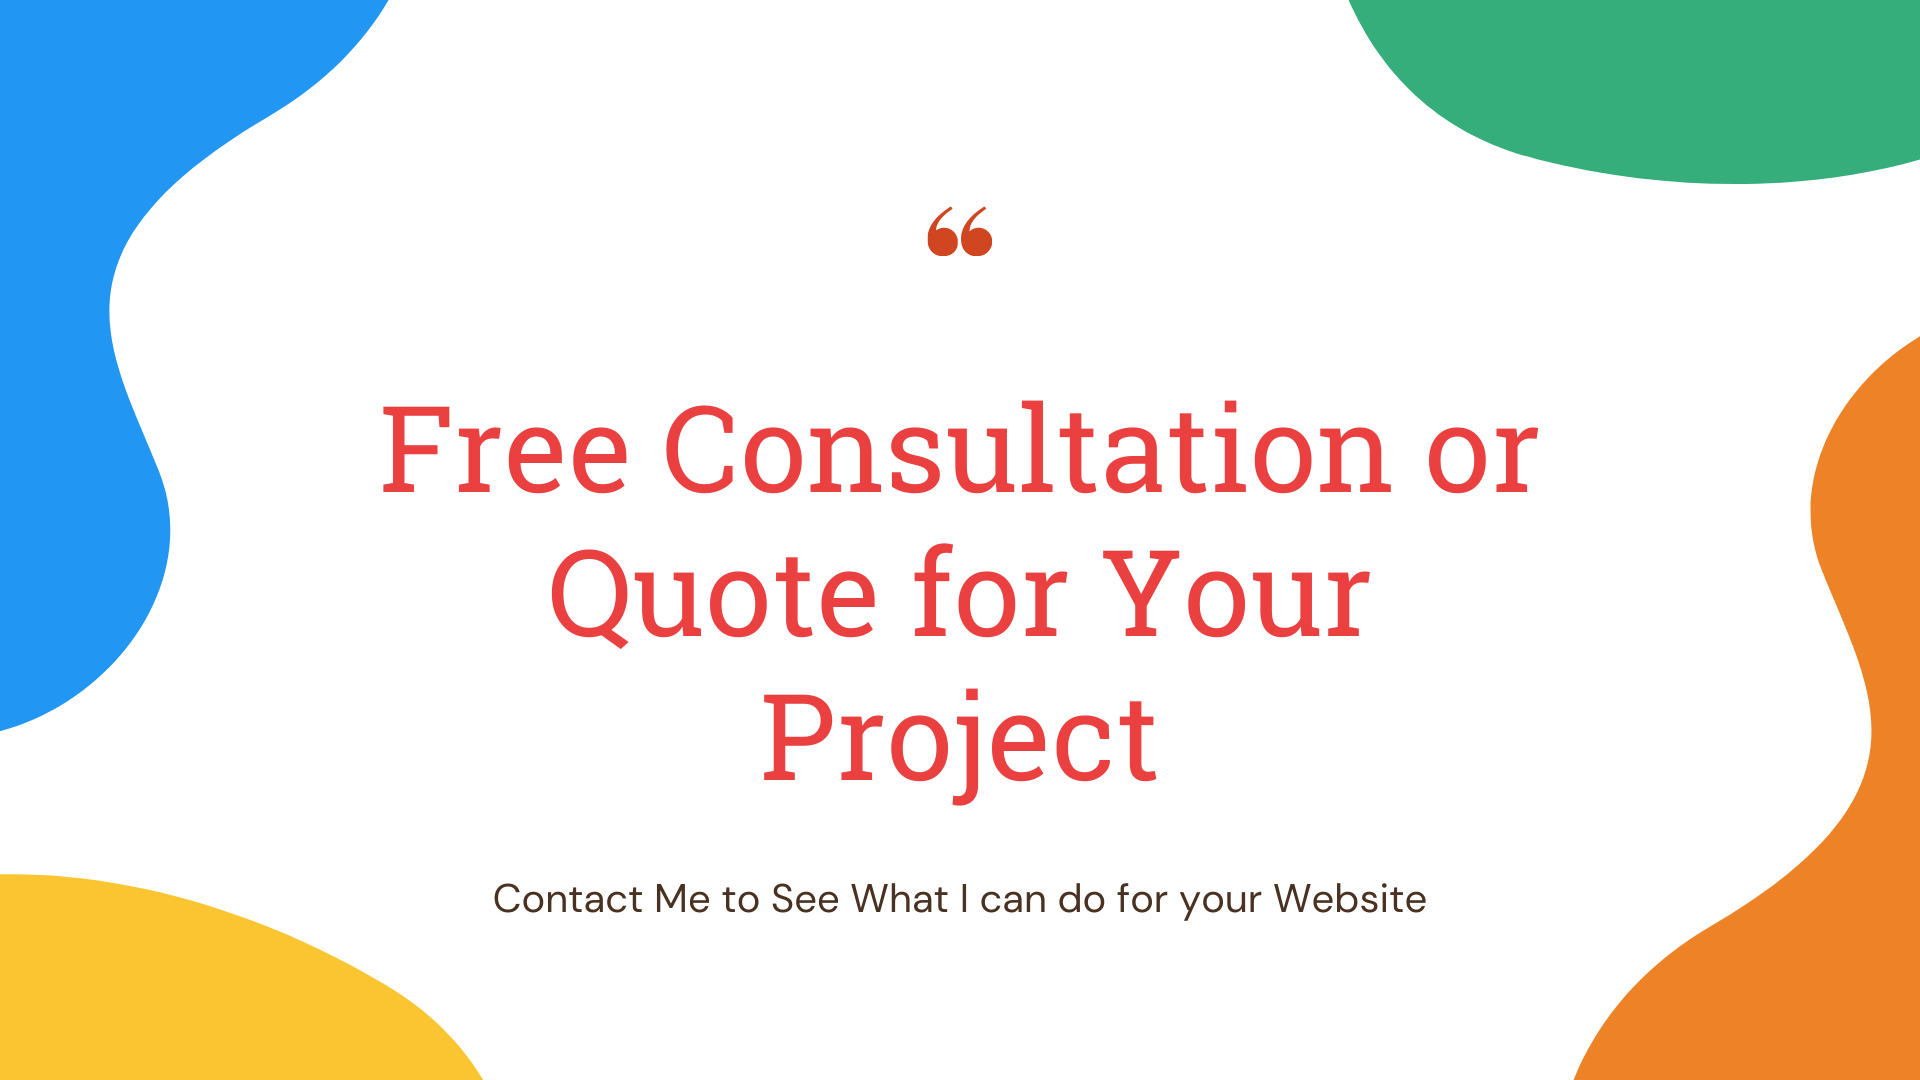 “
Free Consultation or
Quote for Your
Project
Contact Me to See What I can do for your Website